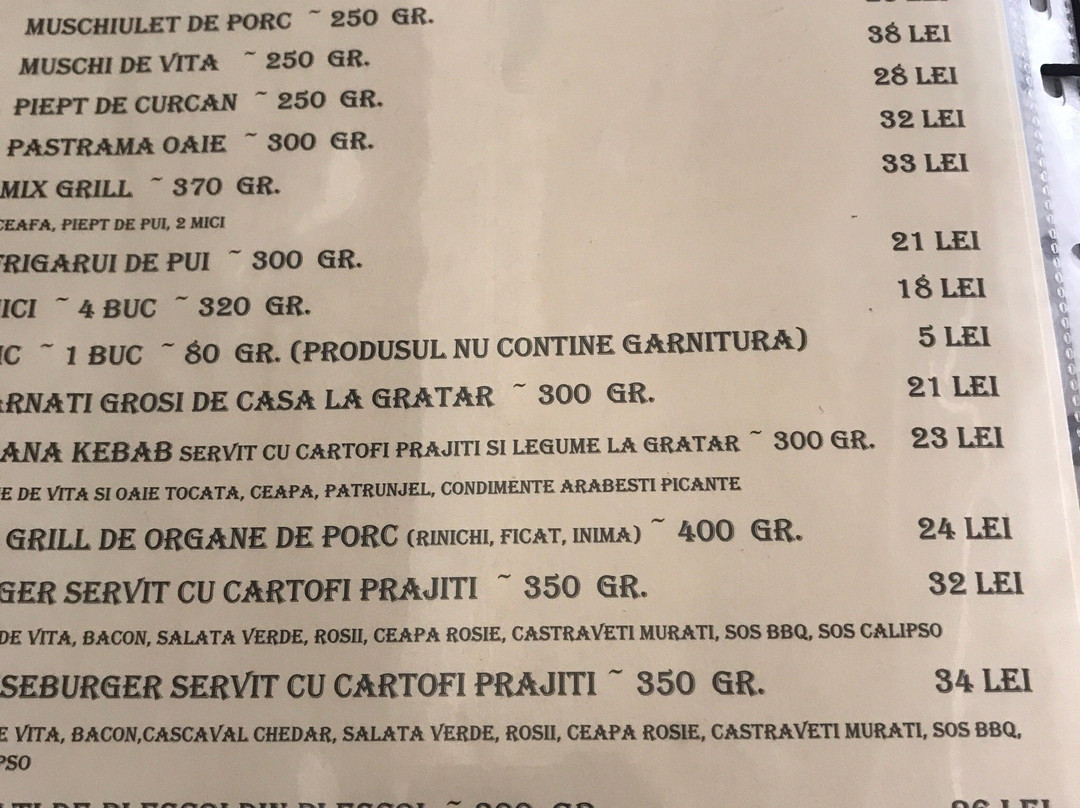 MUSCHIULET DE PORC ~ 250 GR.
MUSCHI DE VITA ~ 250 GR. 38 LEI
PIEPT DE CURCAN ~ 250 GR. 28 LEI
PASTRAMA OAIE ~ 300 GR. 32 LEI
MIX GRILL ~ 370 GR. 33 LEI
CEAFA, PIEPT DE PUI, 2 MICI
FRIGARUI DE PUI ~ 300 GR. 21 LEI
~ 4 BUC ~ 320 GR. 18 LEI
~ 1 BUC ~ 80 GR. (PRODUSUL NU CONTINE GARNITURA) 5 LEI
GROSI DE CASA LA GRATAR ~ 300 GR. 21 LEI
KEBAB SERVIT CU CARTOFI PRAJITI SI LEGUME LA GRATAR ~ 300 GR. 23 LEI
DE VITA SI OAIE TOCATA, CEAPA, PATRUNJEL, CONDIMENTE ARABESTI PICANTE
GRILL DE ORGANE DE PORC (RINICHI, FICAT, INIMA) ~ 400 GR. 24 LEI
SERVIT CU CARTOFI PRAJITI ~ 350 GR. 32 LEI
DE VITA, BACON, SALATA VERDE, ROSII, CEAPA ROSIE, CASTRAVETI MURATI, SOS BBQ, SOS CALIPSO
SERVIT CU CARTOFI PRAJITI ~ 350 GR. 34 LEI
VITA, BACON,CASCAVAL CHEDAR, SALATA VERDE, ROSII, CEAPA ROSIE, CASTRAVETI MURATI, SOS BBQ,